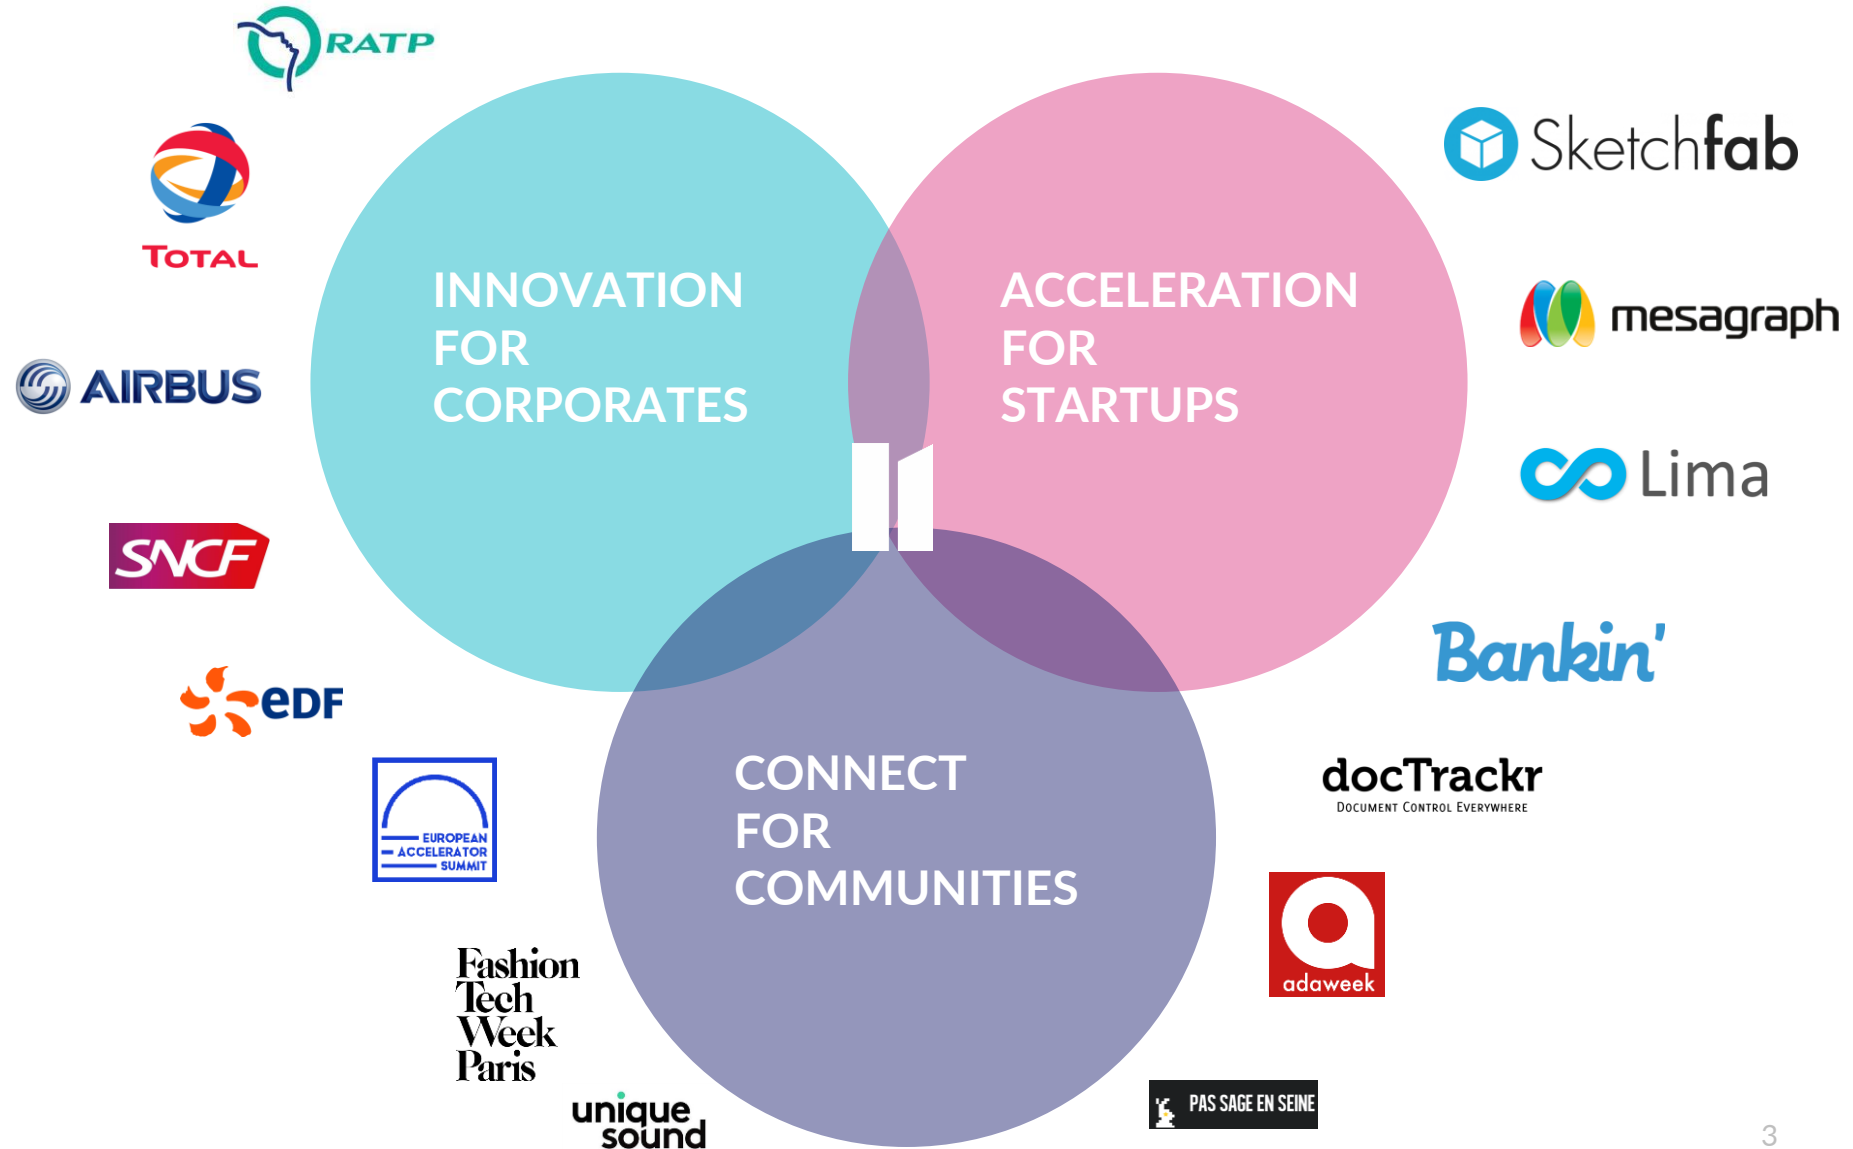 RATP
TOTAL
AIRBUS
SNCF
eDF
INNOVATION
FOR
CORPORATES
ACCELERATION
FOR
STARTUPS
Sketchfab
mesagraph
Lima
Bankin'
docTrackr
DOCUMENT CONTROL EVERYWHERE
CONNECT
FOR
COMMUNITIES
EUROPEAN
ACCELERATOR
SUMMIT
Fashion
Tech
Week
Paris
unique
sound
adaweek
PAS SAGE EN SEINE
3